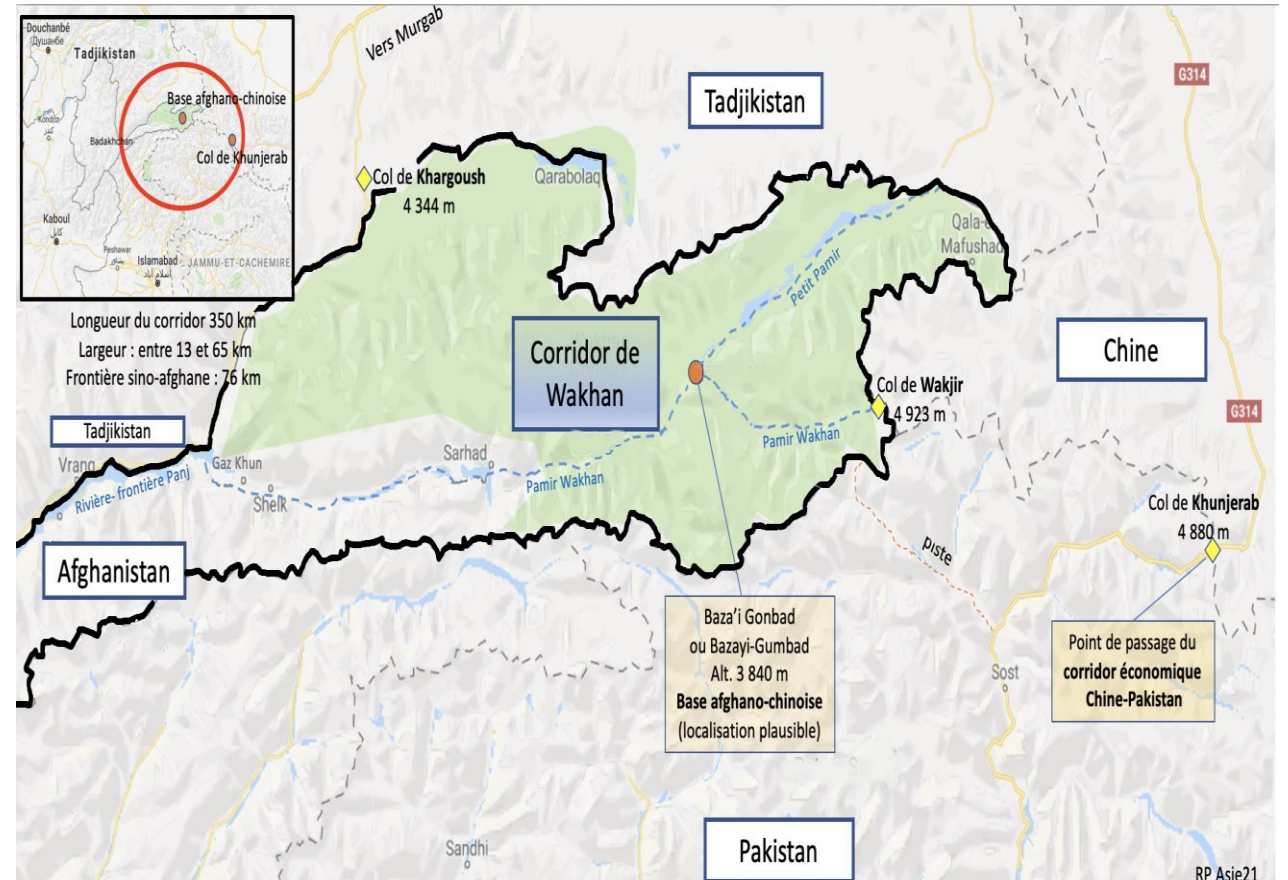 Douchanbé
Душанбе
Tadjikistan
Base afghano-chinoise
Badakhchan
Col de Khunjerab
Kaboul
کابل
Peshawar
Islamabad
JAMMU-ET-CACHEMIRE
Longueur du corridor 350 km
Largeur : entre 13 et 65 km
Frontière sino-afghane : 76 km
Vers Murgab
Tadjikistan
G314
Col de Khargoush
4 344 m
Qarabolaq
Qala-e
Mafushad
Petit Pamir
Corridor de
Wakhan
Chine
Col de Wakjir
4 923 m
G314
Tadjikistan
Vrang
Gaz Khun
Sarhad
Pamir Wakhan
Pamir Wakhan
Rivière- frontière Panj
Shelk
Col de Khunjerab
4 880 m
Afghanistan
piste
Baza’i Gonbad
ou Bazayi-Gumbad
Alt. 3 840 m
Base afghano-chinoise
(localisation plausible)
Point de passage du
corridor économique
Chine-Pakistan
Sost
Sandhi
Pakistan
RP Asie21